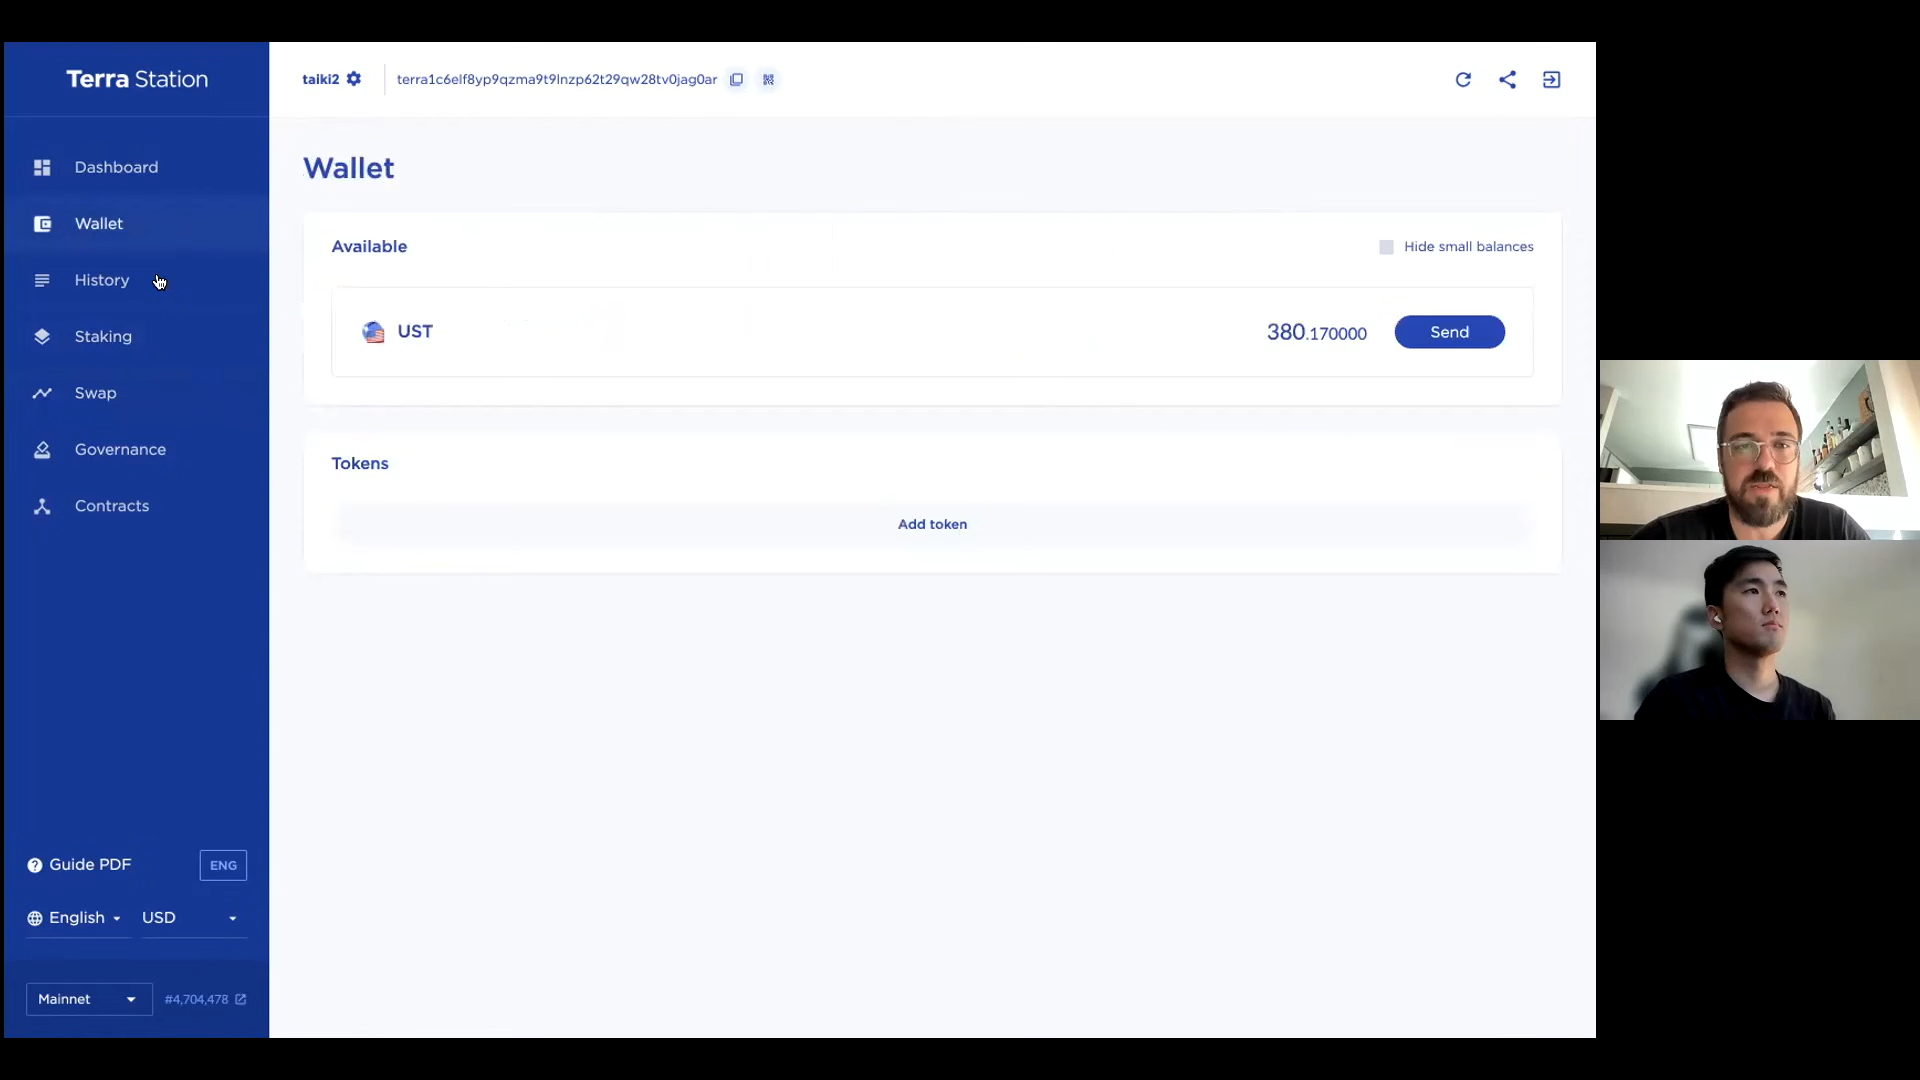 Terra Station
Dashboard
Wallet
History
Staking
Swap
Governance
Contracts
Guide PDF
ENG
English
USD
Mainnet
#4,704,478
taiki2
terra1c6elf8yp9qzma9t9lnzp62t29qw28tv0jag0ar
Wallet
Available
Hide small balances
UST
380.170000
Send
Tokens
Add token